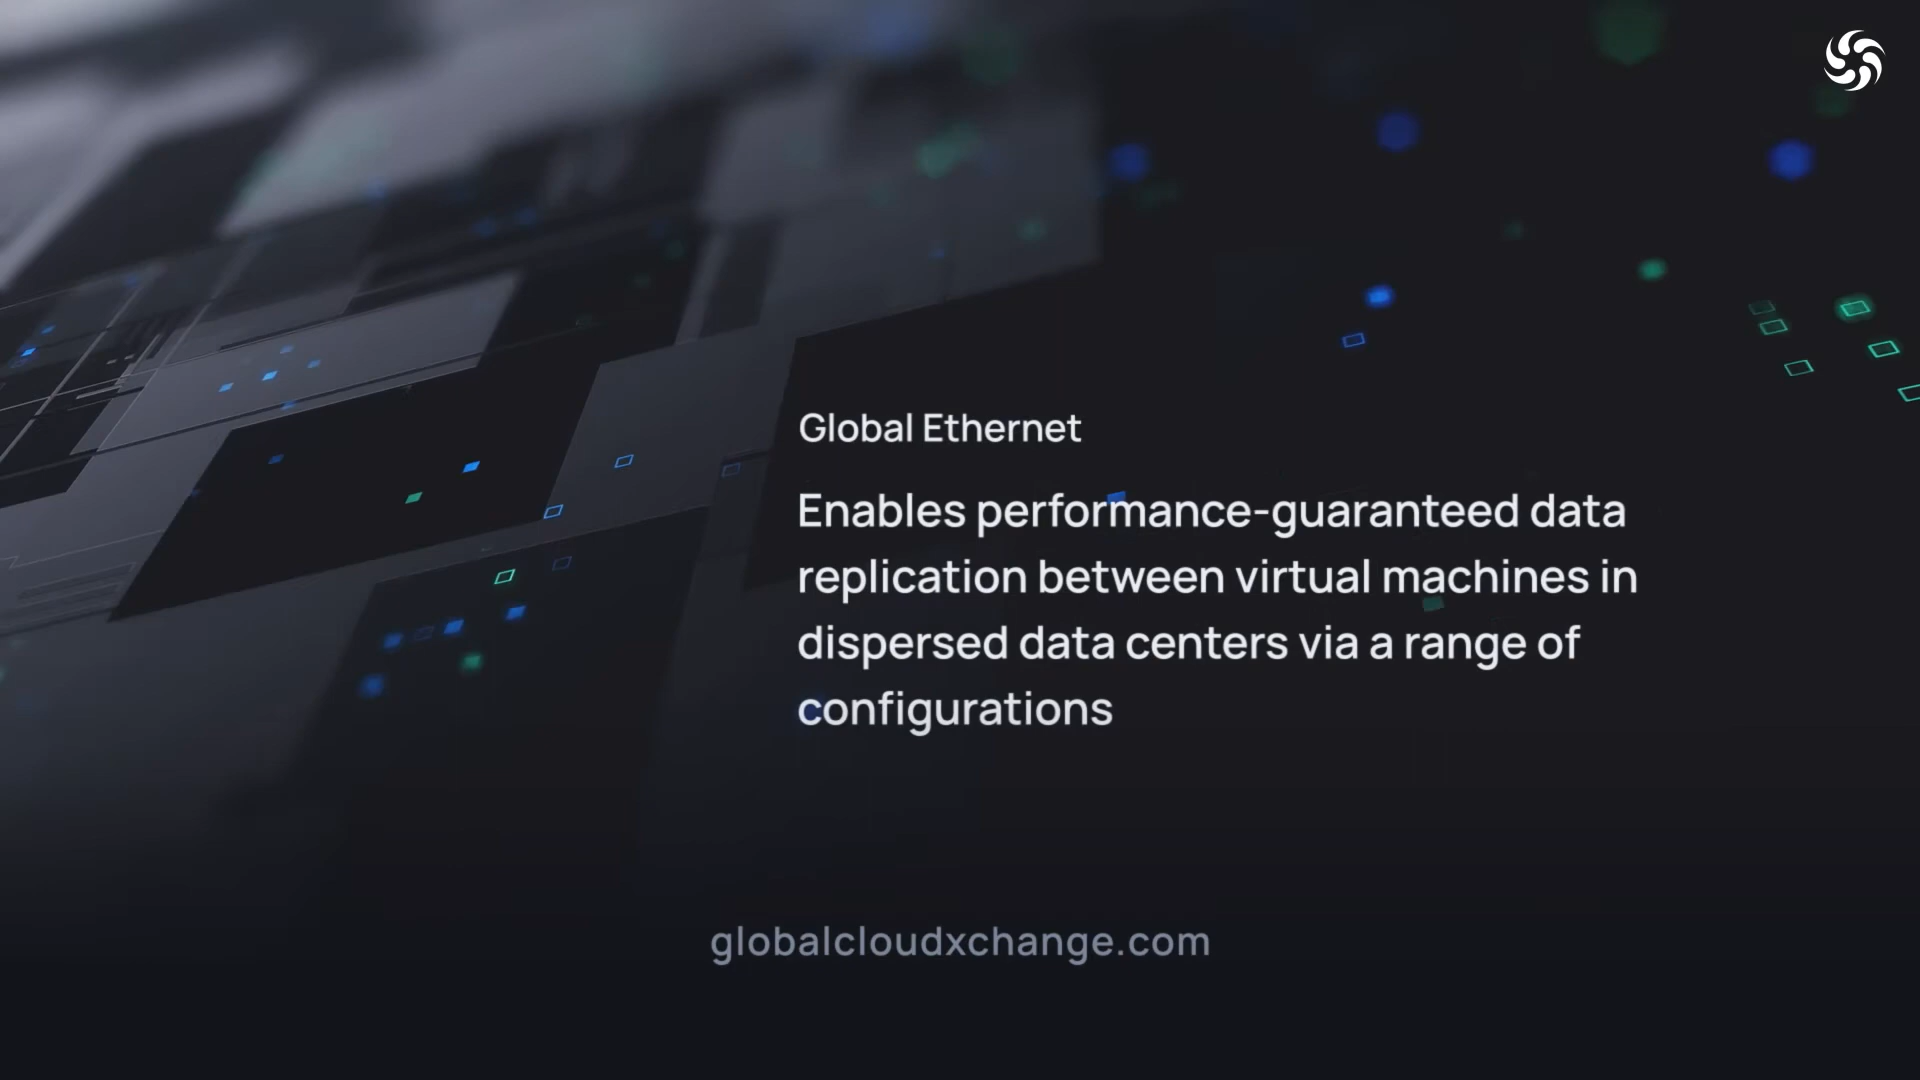 Global Ethernet
Enables performance-guaranteed data
replication between virtual machines in
dispersed data centers via a range of
configurations
globalcloudxchange.com